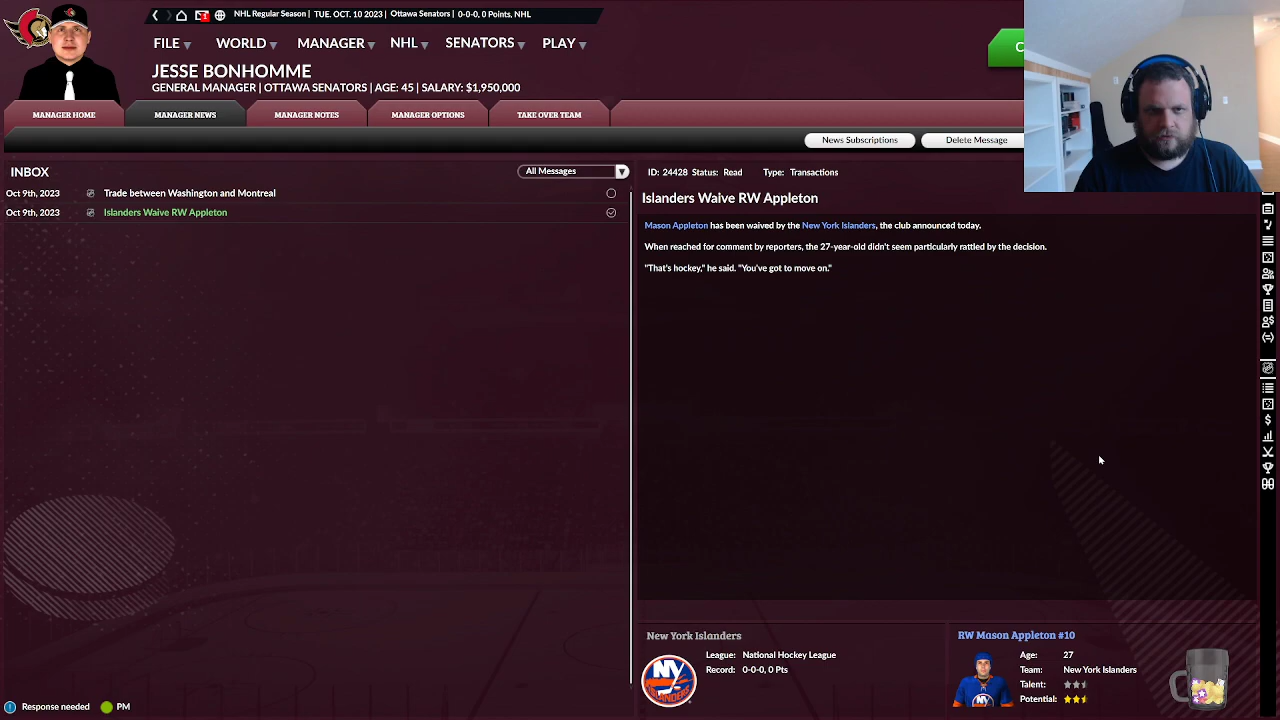 NHL Regular Season | TUE. OCT. 10 2023 | Ottawa Senators | 0-0-0, 0 Points, NHL
FILE WORLD MANAGER NHL SENATORS PLAY
JESSE BONHOMME
GENERAL MANAGER | OTTAWA SENATORS | AGE: 45 | SALARY: $1,950,000
MANAGER HOME MANAGER NEWS MANAGER NOTES MANAGER OPTIONS TAKE OVER TEAM
News Subscriptions Delete Message
INBOX All Messages
Oct 9th, 2023 Trade between Washington and Montreal
Oct 9th, 2023 Islanders Waive RW Appleton
ID: 24428 Status: Read Type: Transactions
Islanders Waive RW Appleton
Mason Appleton has been waived by the New York Islanders, the club announced today.
When reached for comment by reporters, the 27-year-old didn't seem particularly rattled by the decision.
"That's hockey," he said. "You've got to move on."
New York Islanders
League: National Hockey League
Record: 0-0-0, 0 Pts
NY
ISLANDERS
RW Mason Appleton #10
Age: 27
Team: New York Islanders
Talent:
Potential:
Response needed PM